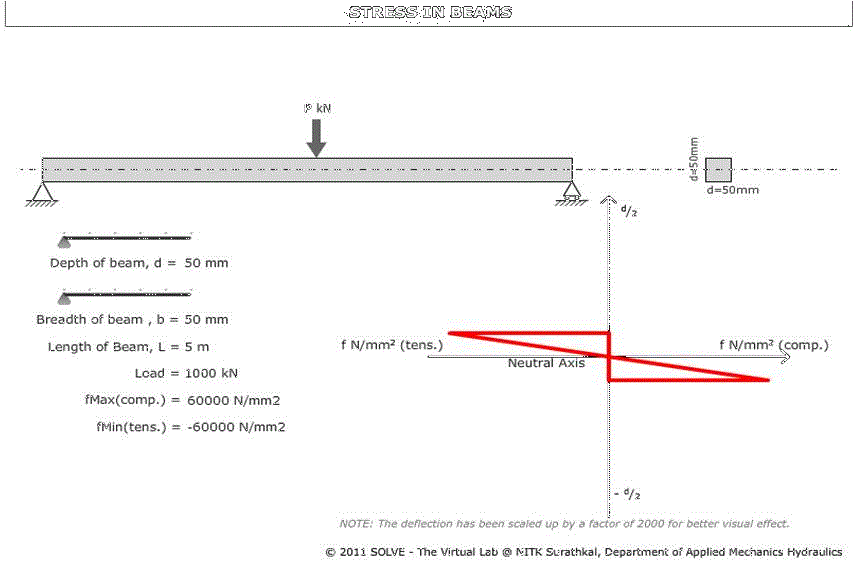 STRESS IN BEAMS
P kN
d=50mm
d=50mm
d/2
Depth of beam, d = 50 mm
Breadth of beam , b = 50 mm
Length of Beam, L = 5 m
Load = 1000 kN
fMax(comp.) = 60000 N/mm2
fMin(tens.) = -60000 N/mm2
f N/mm² (tens.)
f N/mm² (comp.)
Neutral Axis
- d/2
NOTE: The deflection has been scaled up by a factor of 2000 for better visual effect.
© 2011 SOLVE - The Virtual Lab @ NITK Surathkal, Department of Applied Mechanics Hydraulics